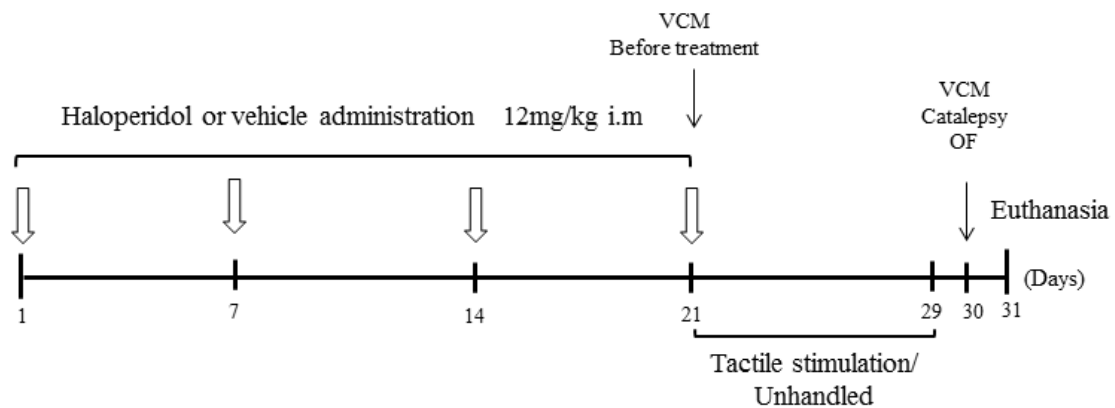 VCM
Before treatment
Haloperidol or vehicle administration 12mg/kg i.m
VCM
Catalepsy
OF
Euthanasia
(Days)
1
7
14
21
29
30
31
Tactile stimulation/
Unhandled